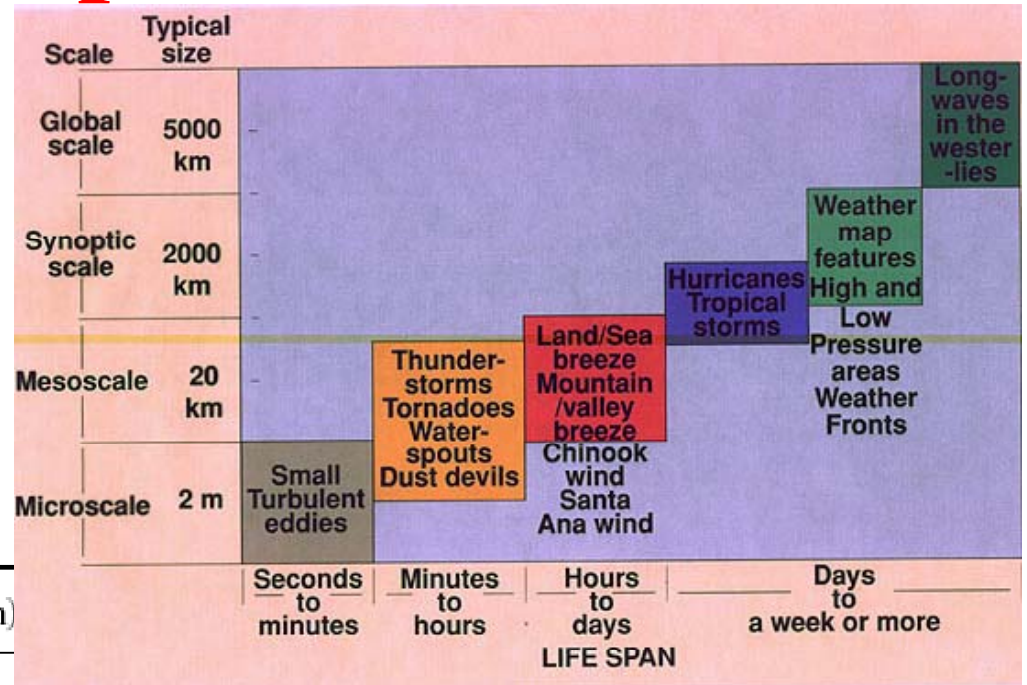 Scale
Typical
size
Global
scale
5000
km
Synoptic
scale
2000
km
Mesoscale
20
km
Microscale
2 m
Small
Turbulent
eddies
Thunder-
storms
Tornadoes
Water-
spouts
Dust devils
Land/Sea
breeze
Mountain
/valley
breeze
Chinook
wind
Santa
Ana wind
Hurricanes
Tropical
storms
Weather
map
features
High and
Low
Pressure
areas
Weather
Fronts
Long-
waves
in the
wester
-lies
Seconds
to
minutes
Minutes
to
hours
Hours
to
days
Days
to
a week or more
LIFE SPAN